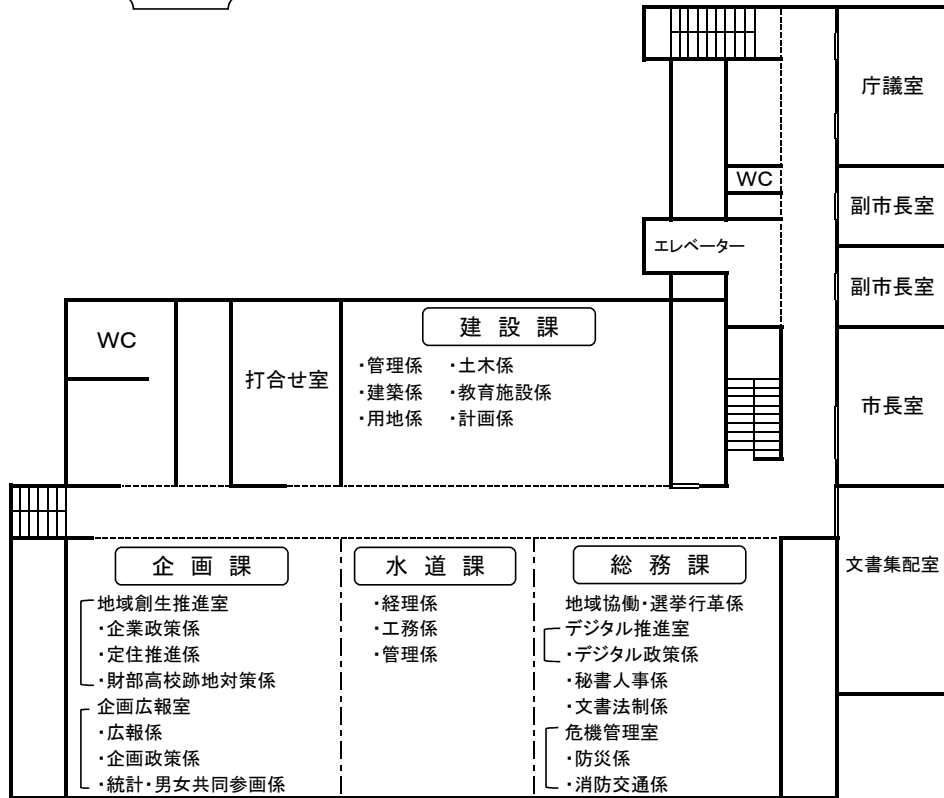 庁議室
WC
副市長室
エレベーター
副市長室
WC
打合せ室
建設課
・管理係 ・土木係
・建築係 ・教育施設係
・用地係 ・計画係
市長室
企画課
地域創生推進室
・企業政策係
・定住推進係
・財部高校跡地対策係
企画広報室
・広報係
・企画政策係
・統計・男女共同参画係
水道課
・経理係
・工務係
・管理係
総務課
地域協働・選挙行革係
デジタル推進室
・デジタル政策係
・秘書人事係
・文書法制係
危機管理室
・防災係
・消防交通係
文書集配室